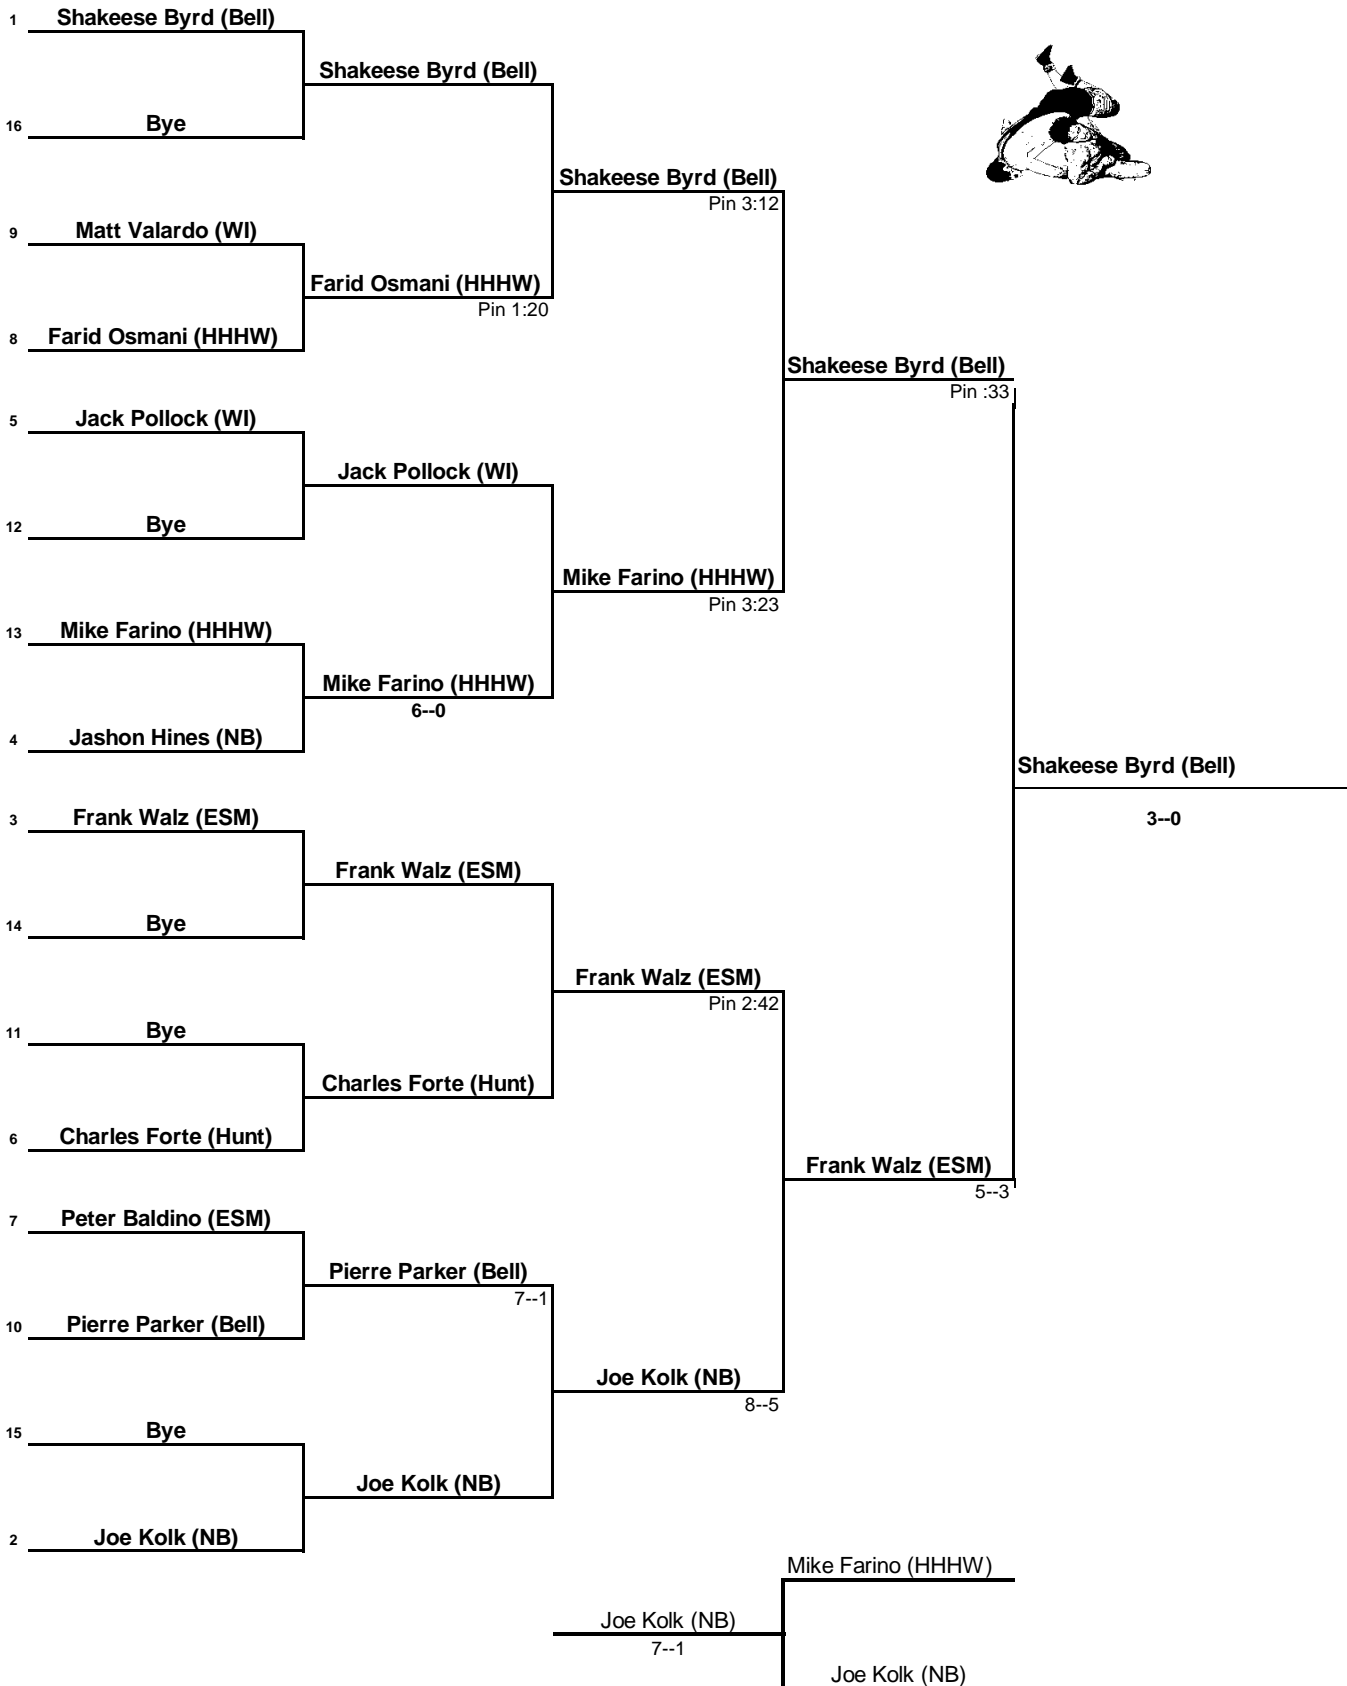 1 Shakeese Byrd (Bell)
Shakeese Byrd (Bell)
16 Bye
Shakeese Byrd (Bell)
Pin 3:12
9 Matt Valardo (WI)
Farid Osmani (HHHW)
Pin 1:20
8 Farid Osmani (HHHW)
Shakeese Byrd (Bell)
Pin :33
5 Jack Pollock (WI)
Jack Pollock (WI)
12 Bye
Mike Farino (HHHW)
Pin 3:23
13 Mike Farino (HHHW)
Mike Farino (HHHW)
6--0
4 Jashon Hines (NB)
Shakeese Byrd (Bell)
3--0
3 Frank Walz (ESM)
Frank Walz (ESM)
14 Bye
Frank Walz (ESM)
Pin 2:42
11 Bye
Charles Forte (Hunt)
6 Charles Forte (Hunt)
Frank Walz (ESM)
5--3
7 Peter Baldino (ESM)
Pierre Parker (Bell)
7--1
10 Pierre Parker (Bell)
Joe Kolk (NB)
8--5
15 Bye
Joe Kolk (NB)
2 Joe Kolk (NB)
Mike Farino (HHHW)
Joe Kolk (NB)
7--1
Joe Kolk (NB)